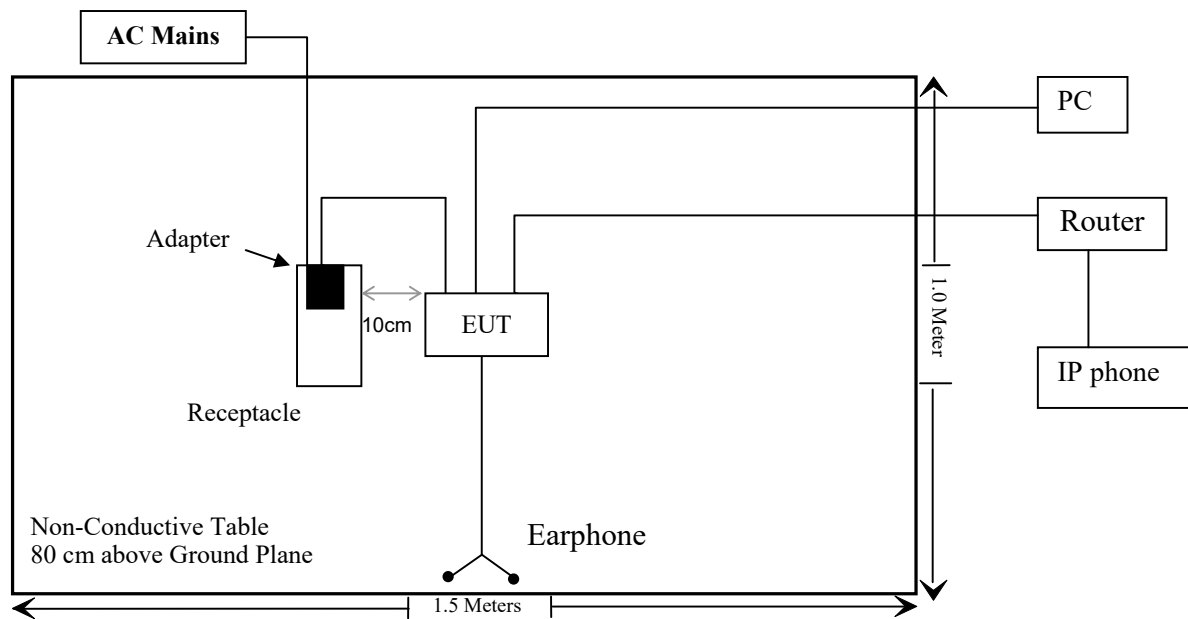 AC Mains
PC
Router
Adapter
1.0 Meter
10cm
EUT
IP phone
Receptacle
Non-Conductive Table
80 cm above Ground Plane
Earphone
1.5 Meters